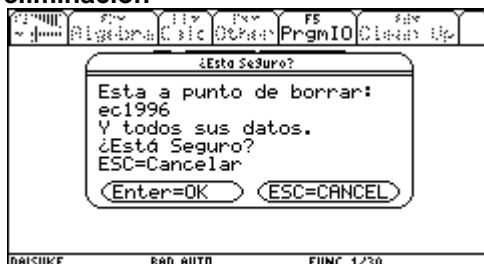 eliminación
Algebra Calc Other PrgmIO Clean Up
F5
¿Esta Seguro?
Esta a punto de borrar:
ec1996
Y todos sus datos.
¿Está Seguro?
ESC=Cancelar
Enter=OK ESC=CANCEL
DAISUKE RAD AUTO FUNC 1/30